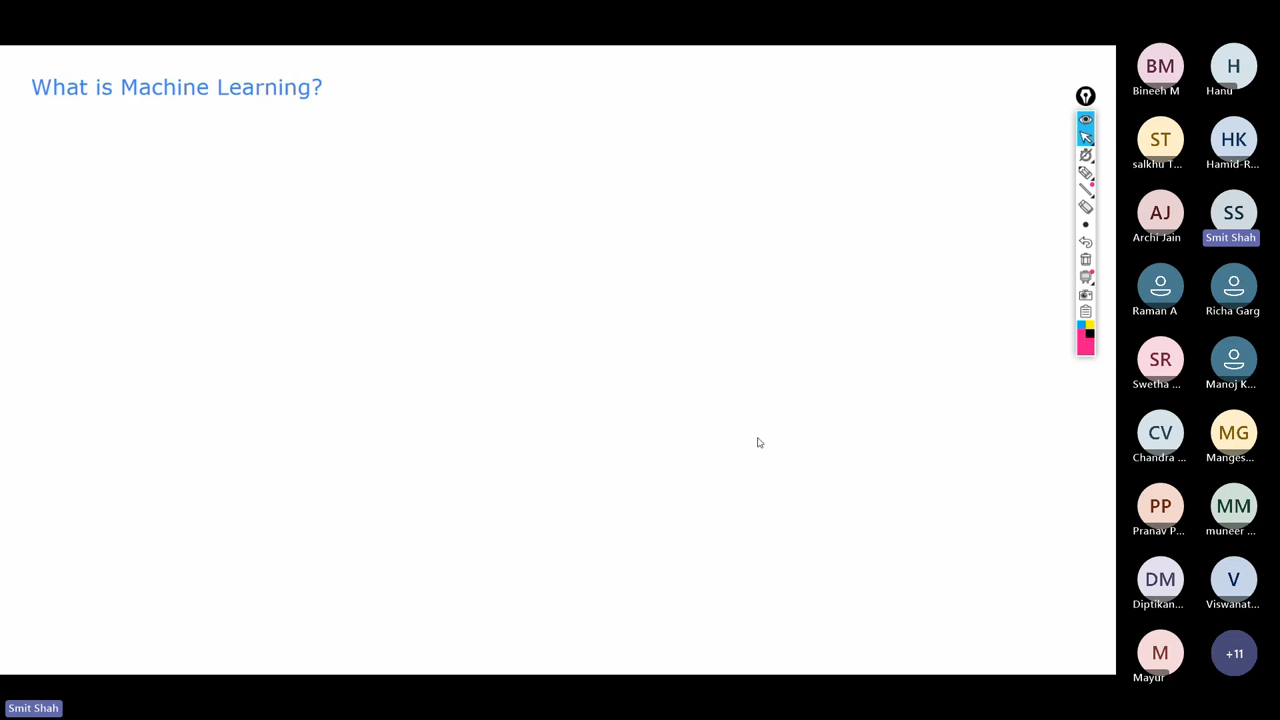 What is Machine Learning?
BM
H
Bineeh M
Hanu
ST
HK
salkhu T...
Hamid-R...
AJ
SS
Archi Jain
Smit Shah
Raman A
Richa Garg
SR
Swetha ...
Manoj K...
CV
MG
Chandra ...
Manges...
PP
MM
Pranav P...
muneer ...
DM
V
Diptikan...
Viswanat...
M
+11
Mayur
Smit Shah